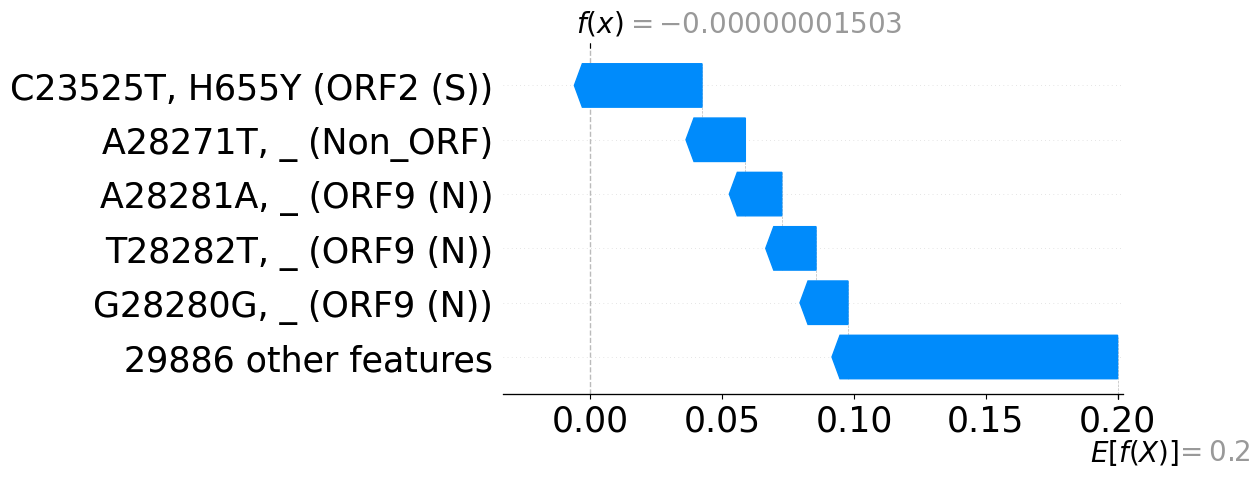 f(x) = −0.00000001503
C23525T, H655Y (ORF2 (S))
A28271T, _ (Non_ORF)
A28281A, _ (ORF9 (N))
T28282T, _ (ORF9 (N))
G28280G, _ (ORF9 (N))
29886 other features
0.00 0.05 0.10 0.15 0.20
E[f(X)] = 0.2